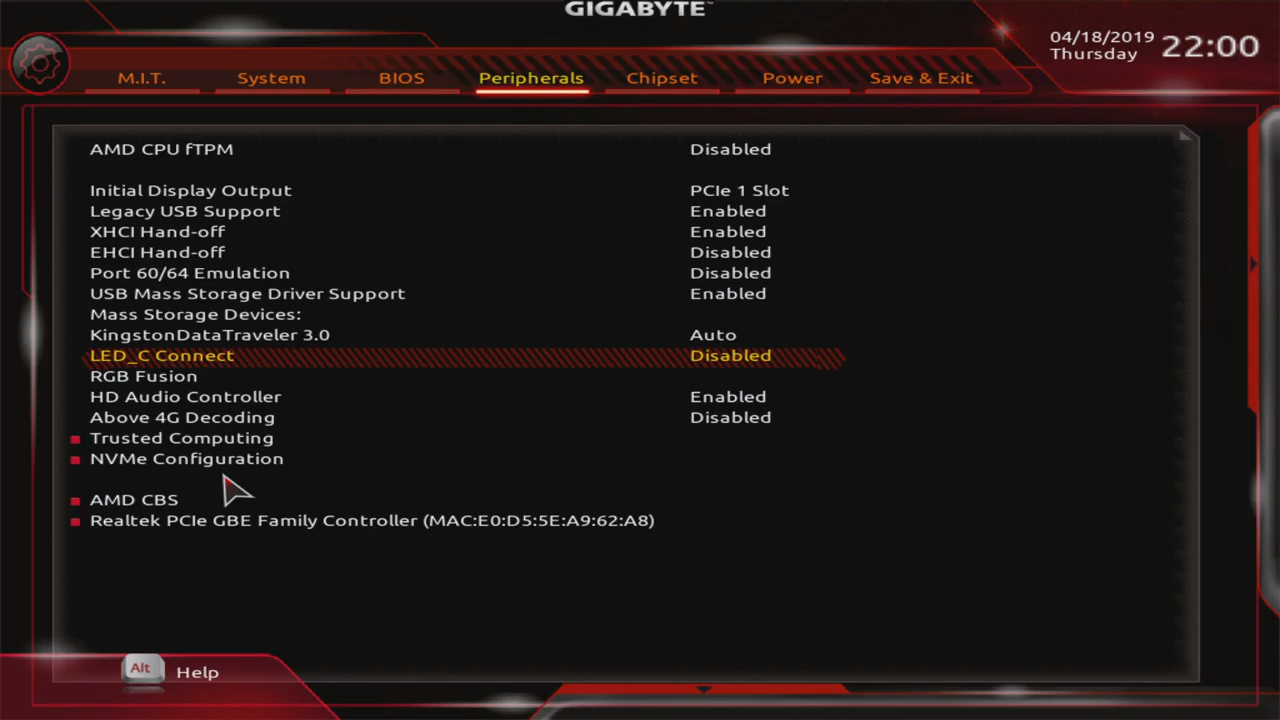 GIGABYTE™
04/18/2019 22:00
Thursday
M.I.T. System BIOS Peripherals Chipset Power Save & Exit
AMD CPU fTPM Disabled
Initial Display Output PCIe 1 Slot
Legacy USB Support Enabled
XHCI Hand-off Enabled
EHCI Hand-off Disabled
Port 60/64 Emulation Disabled
USB Mass Storage Driver Support Enabled
Mass Storage Devices:
KingstonDataTraveler 3.0 Auto
LED_C Connect Disabled
RGB Fusion
HD Audio Controller Enabled
Above 4G Decoding Disabled
Trusted Computing
NVMe Configuration
AMD CBS
Realtek PCIe GBE Family Controller (MAC:E0:D5:5E:A9:62:A8)
Alt Help